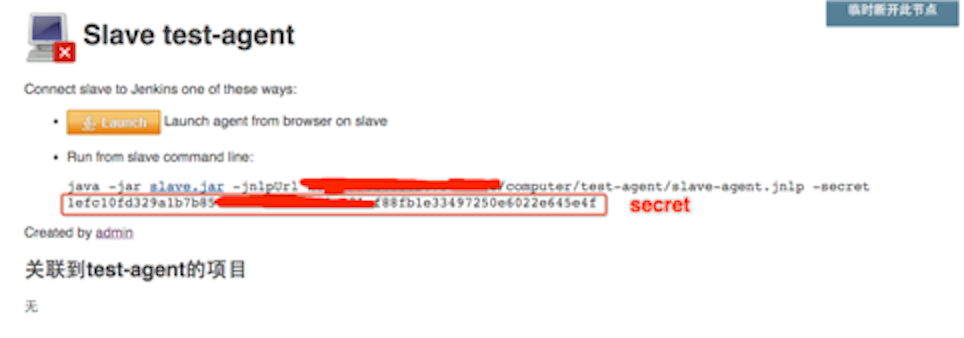 临时断开此节点
Slave test-agent
Connect slave to Jenkins one of these ways:
Launch Launch agent from browser on slave
Run from slave command line:
java -jar slave.jar -jnlpUrl /computer/test-agent/slave-agent.jnlp -secret
1efc10fd329a1b7b85 f88fb1e33497250e6022e645e4f secret
Created by admin
关联到test-agent的项目
无